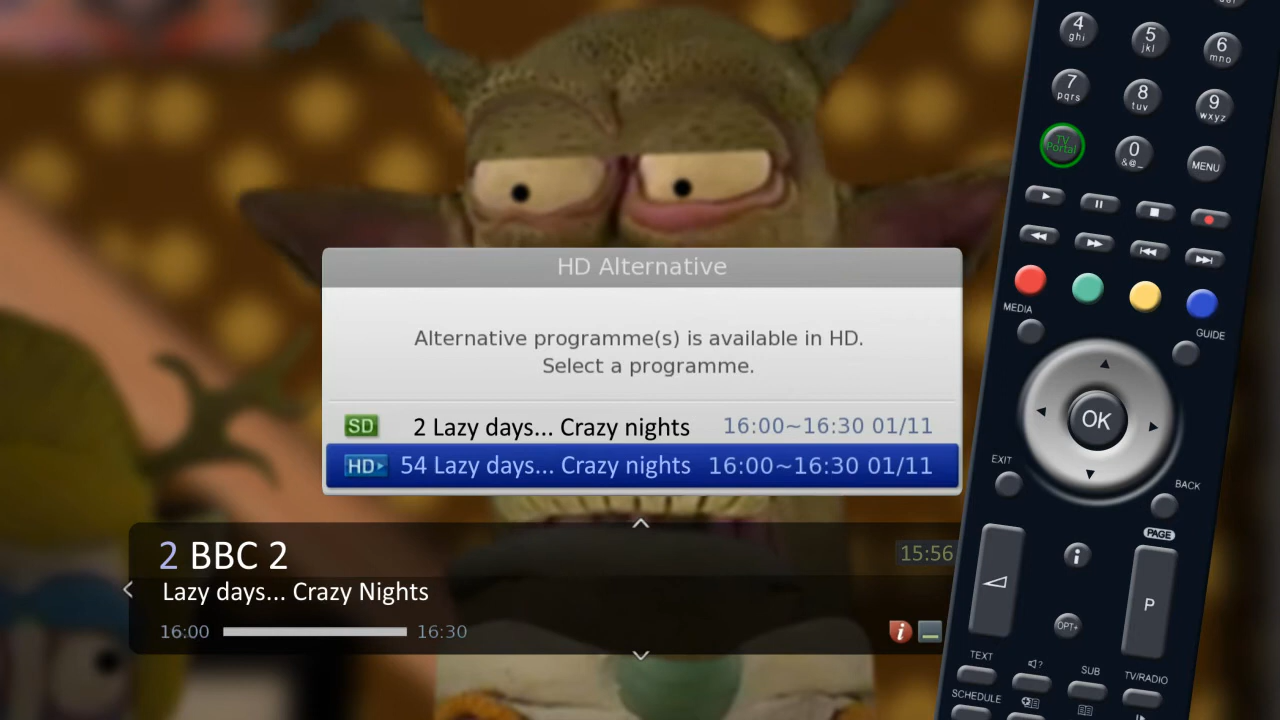 HD Alternative
Alternative programme(s) is available in HD.
Select a programme.
SD 2 Lazy days... Crazy nights 16:00~16:30 01/11
HD 54 Lazy days... Crazy nights 16:00~16:30 01/11
2 BBC 2
15:56
Lazy days... Crazy Nights
16:00 16:30
i
4 5 6
ghi jkl mno
7 8 9
pqrs tuv wxyz
TV Portal
0
&@_
MENU
MEDIA
GUIDE
OK
EXIT
BACK
PAGE
i
P
OPT+
TEXT
?
SUB
TV/RADIO
SCHEDULE